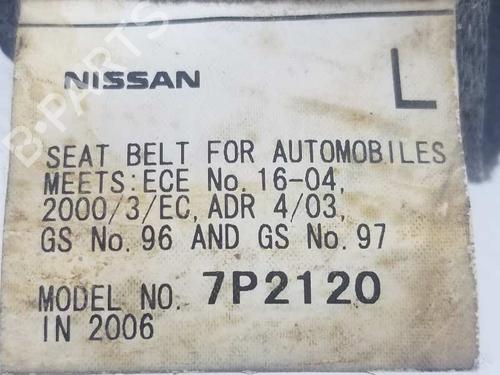 NISSAN
L
SEAT BELT FOR AUTOMOBILES
MEETS:ECE No.16-04,
2000/3/EC,ADR 4/03,
GS No.96 AND GS No.97
MODEL NO. 7P2120
IN 2006
B-PARTS